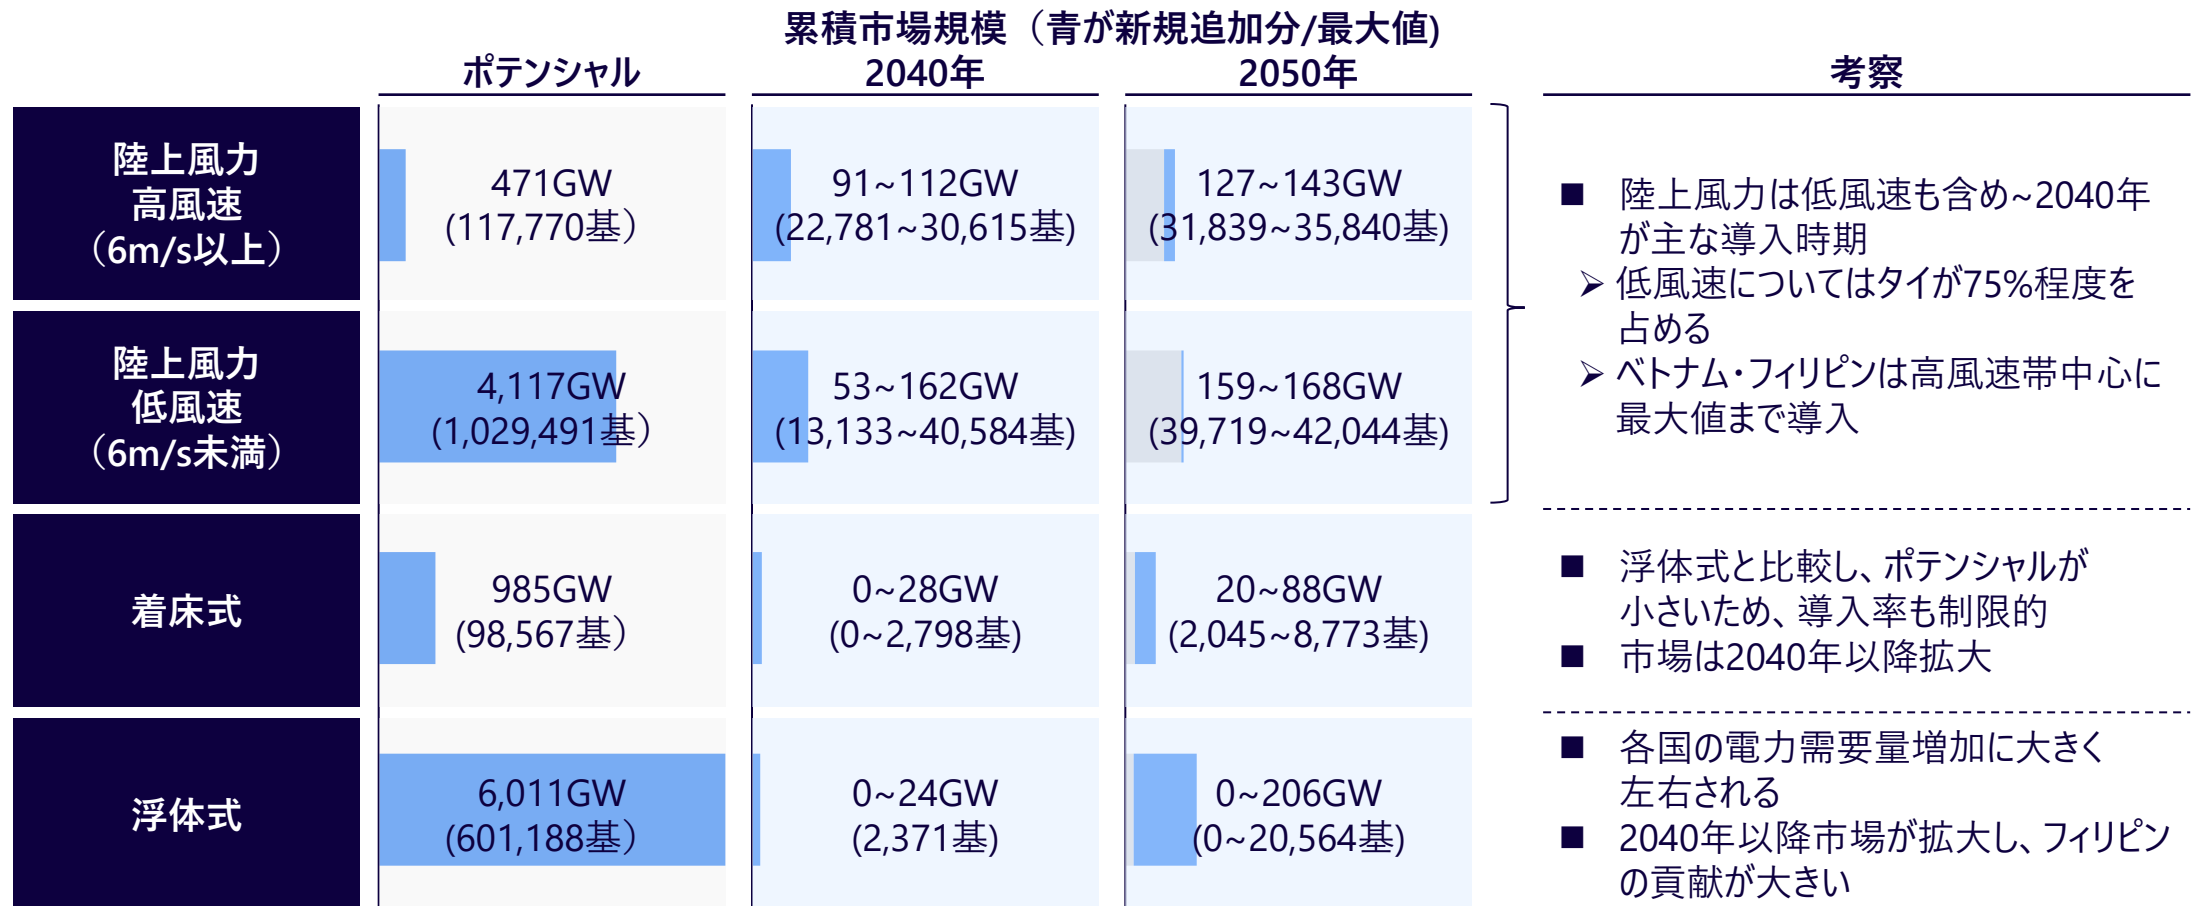 累積市場規模（青が新規追加分/最大値)
ポテンシャル
2040年
2050年
考察
陸上風力
高風速
（6m/s以上）
471GW
(117,770基）
91~112GW
(22,781~30,615基)
127~143GW
(31,839~35,840基)
陸上風力
低風速
（6m/s未満）
4,117GW
(1,029,491基）
53~162GW
(13,133~40,584基)
159~168GW
(39,719~42,044基)
■ 陸上風力は低風速も含め~2040年
が主な導入時期
➢ 低風速についてはタイが75%程度を
占める
➢ ベトナム・フィリピンは高風速帯中心に
最大値まで導入
着床式
985GW
(98,567基）
0~28GW
(0~2,798基)
20~88GW
(2,045~8,773基)
■ 浮体式と比較し、ポテンシャルが
小さいため、導入率も制限的
■ 市場は2040年以降拡大
浮体式
6,011GW
(601,188基）
0~24GW
(2,371基)
0~206GW
(0~20,564基)
■ 各国の電力需要量増加に大きく
左右される
■ 2040年以降市場が拡大し、フィリピン
の貢献が大きい